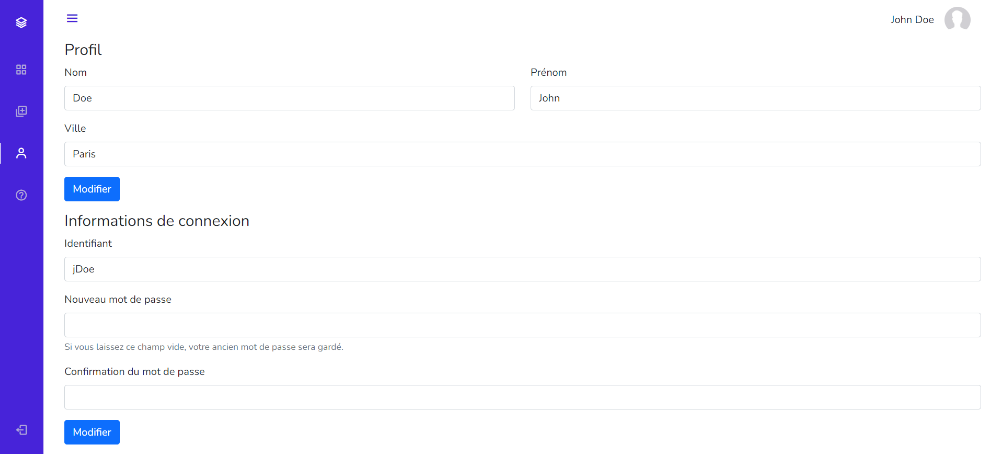 John Doe
Profil
Nom
Prénom
Doe
John
Ville
Paris
Modifier
Informations de connexion
Identifiant
jDoe
Nouveau mot de passe
Si vous laissez ce champ vide, votre ancien mot de passe sera gardé.
Confirmation du mot de passe
Modifier